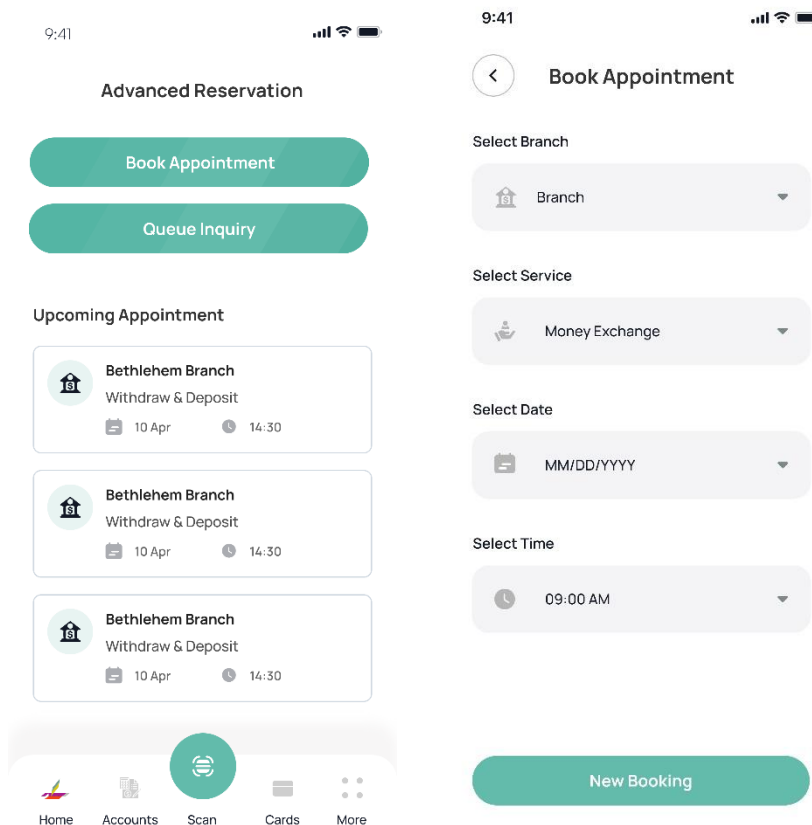 9:41
Advanced Reservation
Book Appointment
Queue Inquiry
Upcoming Appointment
Bethlehem Branch
Withdraw & Deposit
10 Apr 14:30
Bethlehem Branch
Withdraw & Deposit
10 Apr 14:30
Bethlehem Branch
Withdraw & Deposit
10 Apr 14:30
Home Accounts Scan Cards More
9:41
Book Appointment
Select Branch
Branch
Select Service
Money Exchange
Select Date
MM/DD/YYYY
Select Time
09:00 AM
New Booking